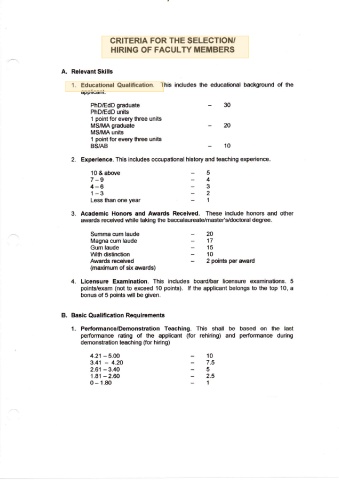 CRITERIA FOR THE SELECTION/
HIRING OF FACULTY MEMBERS
A. Relevant Skills
1. Educational Qualification. This includes the educational background of the
applicant.
PhD/EdD graduate – 30
PhD/EdD units
1 point for every three units
MS/MA graduate – 20
MS/MA units
1 point for every three units
BS/AB – 10
2. Experience. This includes occupational history and teaching experience.
10 & above – 5
7 – 9 – 4
4 – 6 – 3
1 – 3 – 2
Less than one year – 1
3. Academic Honors and Awards Received. These include honors and other
awards received while taking the baccalaureate/master's/doctoral degree.
Summa cum laude – 20
Magna cum laude – 17
Cum laude – 15
With distinction – 10
Awards received – 2 points per award
(maximum of six awards)
4. Licensure Examination. This includes board/bar licensure examinations. 5
points/exam (not to exceed 10 points). If the applicant belongs to the top 10, a
bonus of 5 points will be given.
B. Basic Qualification Requirements
1. Performance/Demonstration Teaching. This shall be based on the last
performance rating of the applicant (for rehiring) and performance during
demonstration teaching (for hiring)
4.21 – 5.00 – 10
3.41 – 4.20 – 7.5
2.61 – 3.40 – 5
1.81 – 2.60 – 2.5
0 – 1.80 – 1